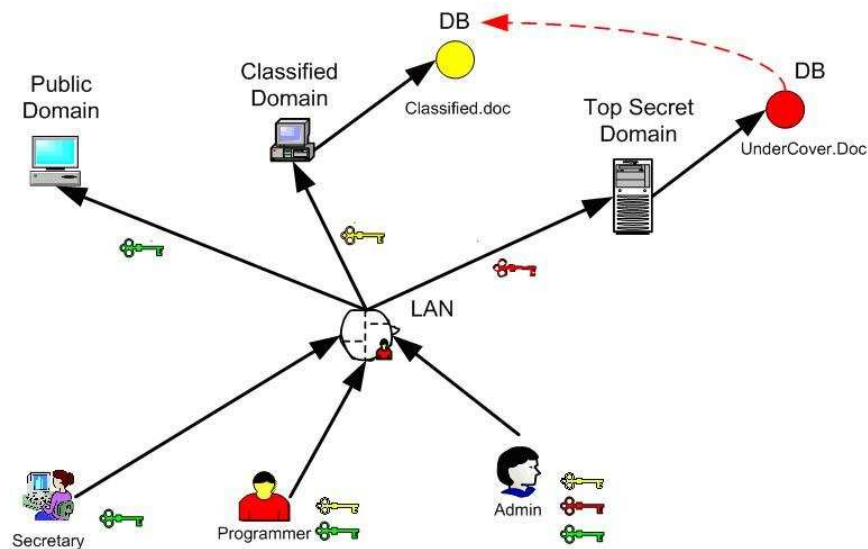 DB
Public
Domain
Classified
Domain
Classified.doc
DB
Top Secret
Domain
UnderCover.Doc
LAN
Secretary
Programmer
Admin